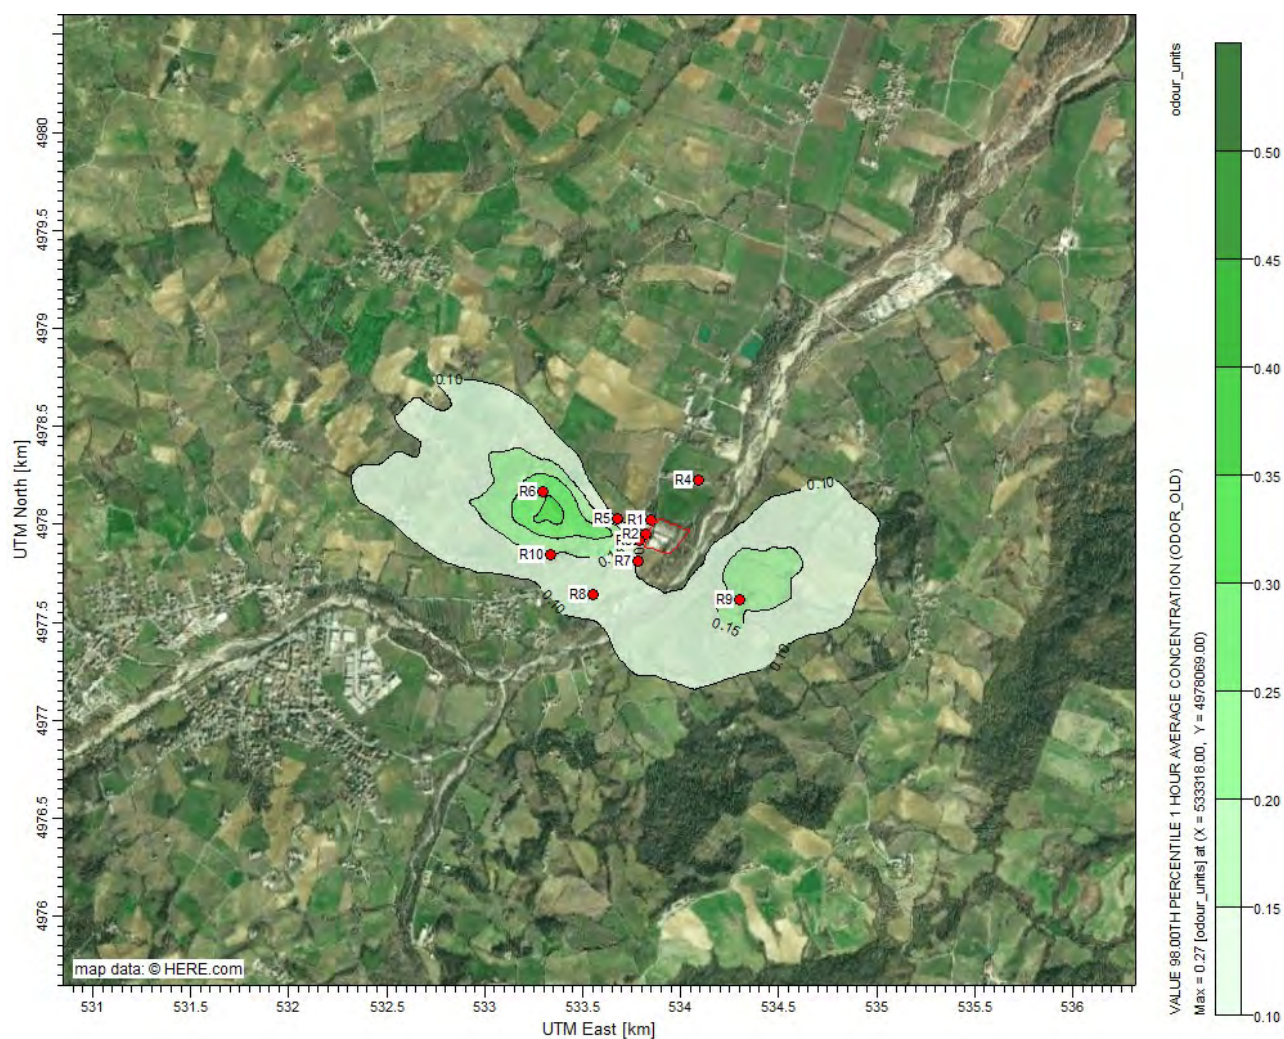 odour_units
4980
4979.5
4979
4978.5
4978
4977.5
4977
4976.5
4976
UTM North [km]
0.10
0.10
R4
R6
R5
R1
R2
R10
R7
R8
R9
0.10
0.15
0.10
map data: © HERE.com
531
531.5
532
532.5
533
533.5
534
534.5
535
535.5
536
UTM East [km]
VALUE 98.00TH PERCENTILE 1 HOUR AVERAGE CONCENTRATION (ODOR_OLD)
Max = 0.27 [odour_units] at (X = 533318.00, Y = 4978069.00)
0.50
0.45
0.40
0.35
0.30
0.25
0.20
0.15
0.10